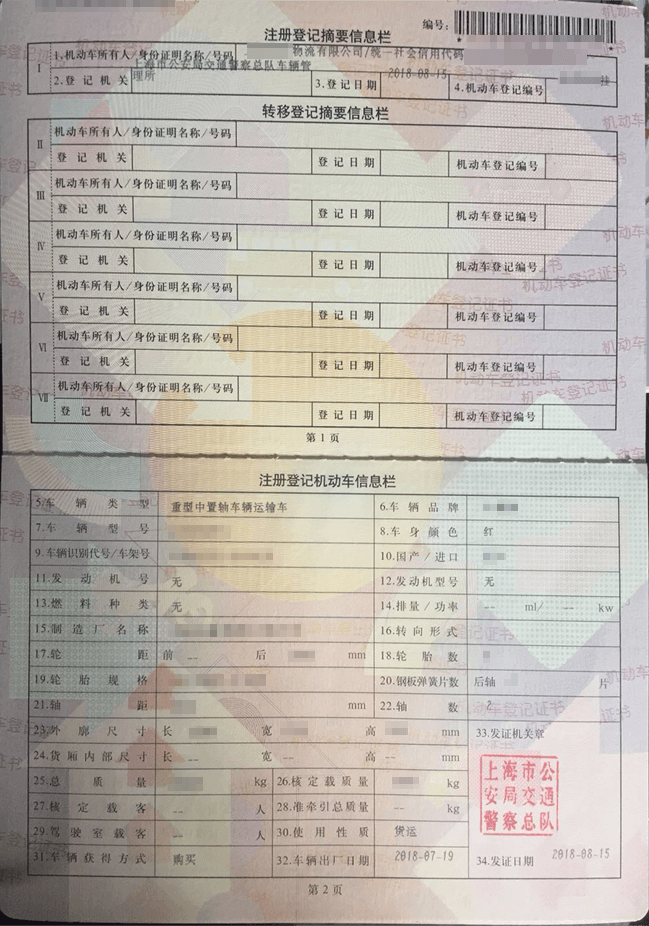 注册登记摘要信息栏
编号:
Ⅰ
1.机动车所有人/身份证明名称/号码 物流有限公司/统一社会信用代码
2.登记机关 上海市公安局交通警察总队车辆管理所 3.登记日期 2018-08-15 4.机动车登记编号 挂
转移登记摘要信息栏
Ⅱ 机动车所有人/身份证明名称/号码
登记机关 登记日期 机动车登记编号
Ⅲ 机动车所有人/身份证明名称/号码
登记机关 登记日期 机动车登记编号
Ⅳ 机动车所有人/身份证明名称/号码
登记机关 登记日期 机动车登记编号
Ⅴ 机动车所有人/身份证明名称/号码
登记机关 登记日期 机动车登记编号
Ⅵ 机动车所有人/身份证明名称/号码
登记机关 登记日期 机动车登记编号
Ⅶ 机动车所有人/身份证明名称/号码
登记机关 登记日期 机动车登记编号
第1页
注册登记机动车信息栏
5.车辆类型 重型中置轴车辆运输车 6.车辆品牌
7.车辆型号 8.车身颜色 红
9.车辆识别代号/车架号 10.国产/进口
11.发动机号 无 12.发动机型号 无
13.燃料种类 无 14.排量/功率 -- ml/ -- kw
15.制造厂名称 16.转向形式
17.轮距 前 -- 后 mm 18.轮胎数
19.轮胎规格 20.钢板弹簧片数 后轴 片
21.轴距 mm 22.轴数 2
23.外廓尺寸 长 宽 高 mm 33.发证机关章
24.货厢内部尺寸 长 -- 宽 -- 高 -- mm
25.总质量 kg 26.核定载质量 kg
27.核定载客 -- 人 28.准牵引总质量 -- kg
29.驾驶室载客 -- 人 30.使用性质 货运
31.车辆获得方式 购买 32.车辆出厂日期 2018-07-19 34.发证日期 2018-08-15
上海市公
安局交通
警察总队
第2页